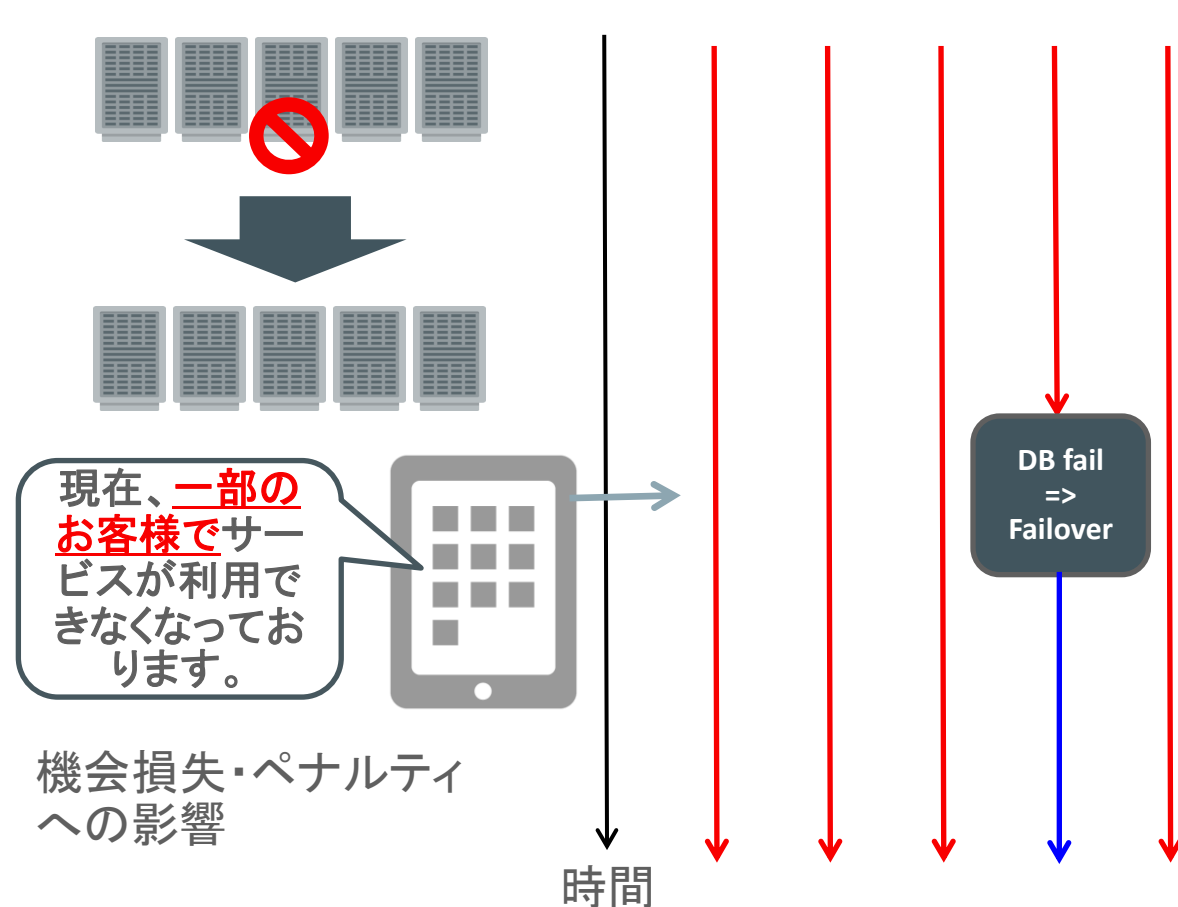 現在、一部の
お客様でサー
ビスが利用で
きなくなってお
ります。
DB fail
=>
Failover
機会損失・ペナルティ
への影響
時間